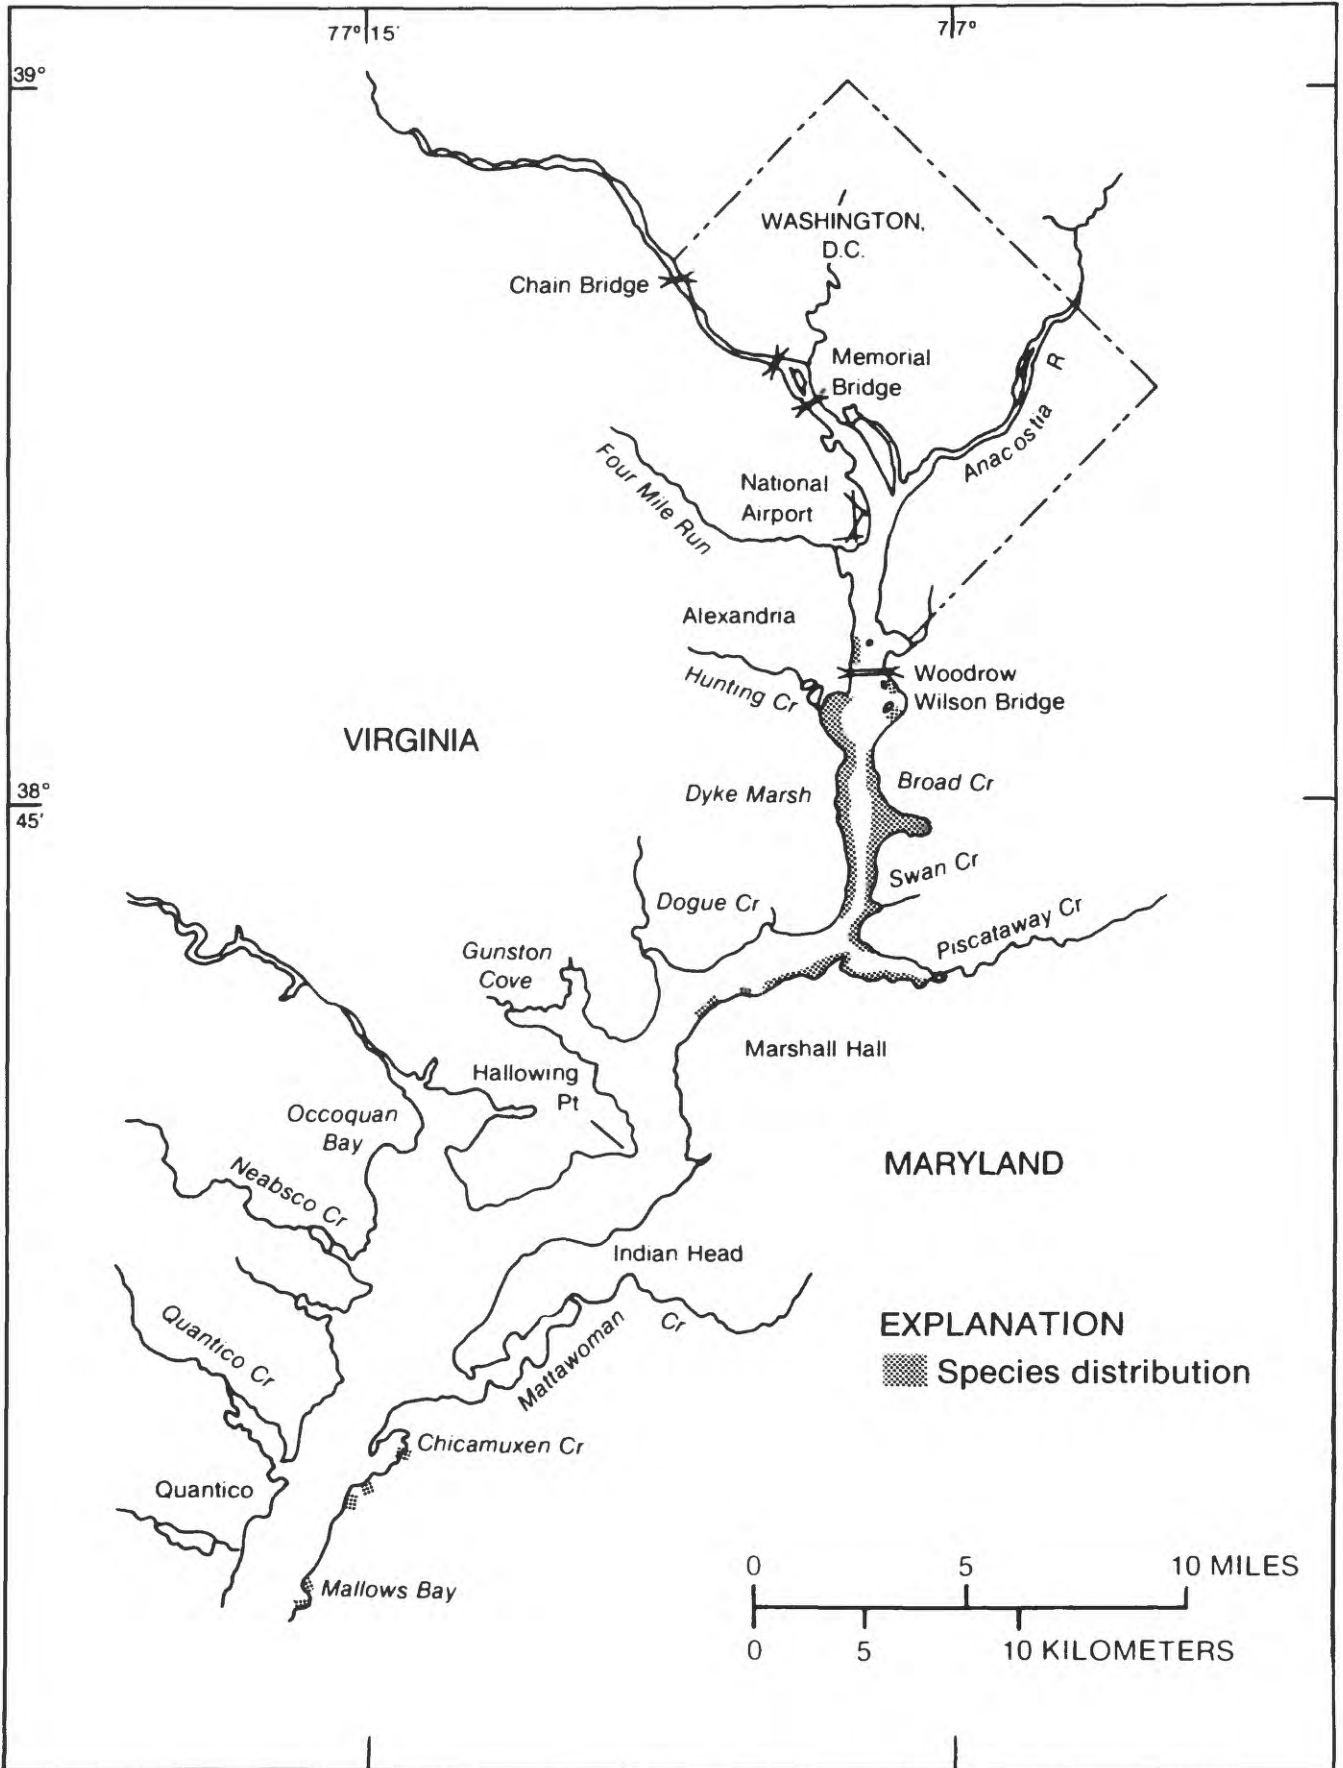 77° 15′
77°
39°
WASHINGTON,
D.C.
Chain Bridge
Memorial
Bridge
Anacostia R
Four Mile Run
National
Airport
Alexandria
Hunting Cr
Woodrow
Wilson Bridge
VIRGINIA
Dyke Marsh
Broad Cr
38°
45′
Swan Cr
Dogue Cr
Piscataway Cr
Gunston
Cove
Marshall Hall
Hallowing
Pt
Occoquan
Bay
MARYLAND
Neabsco Cr
Indian Head
Quantico Cr
Mattawoman Cr
EXPLANATION
Species distribution
Chicamuxen Cr
Quantico
Mallows Bay
0 5 10 MILES
0 5 10 KILOMETERS